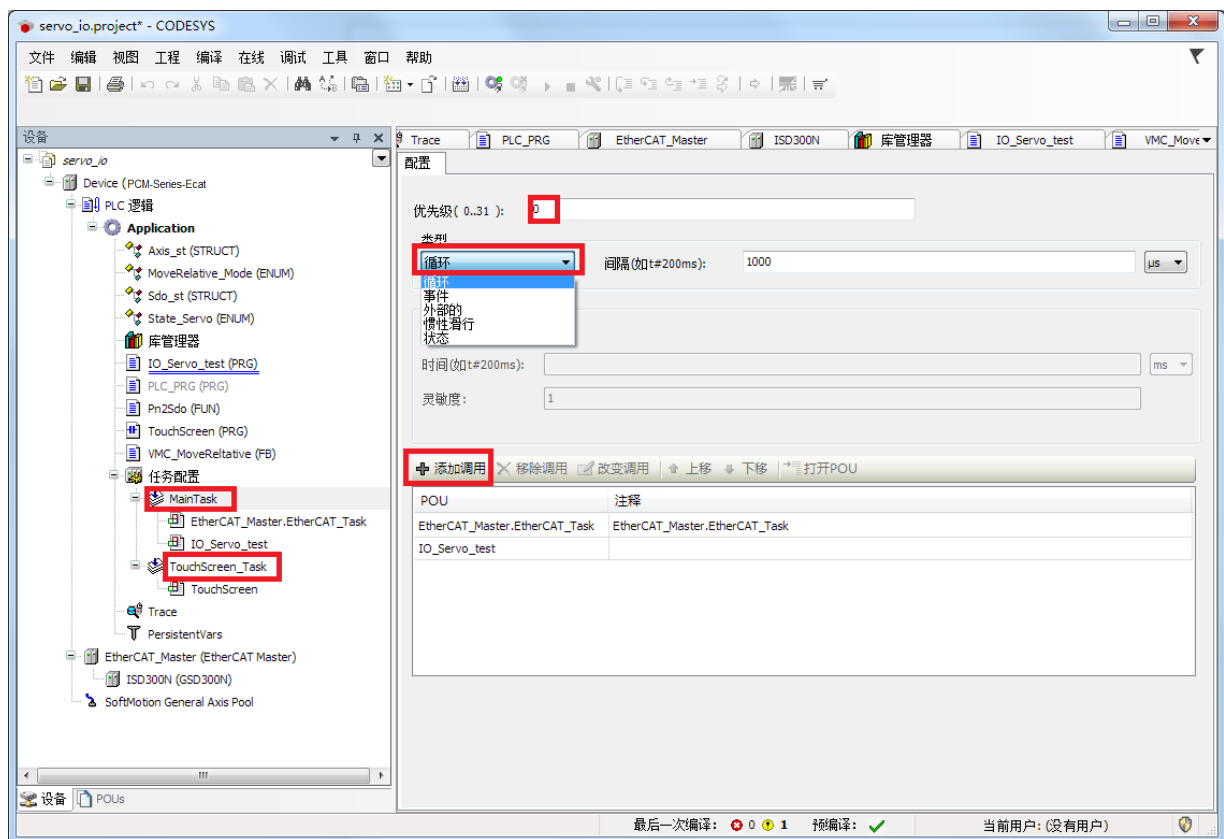 servo_io.project* - CODESYS
文件 编辑 视图 工程 编译 在线 调试 工具 窗口 帮助
设备
servo_io
Device (PCM-Series-Ecat
PLC 逻辑
Application
Axis_st (STRUCT)
MoveRelative_Mode (ENUM)
Sdo_st (STRUCT)
State_Servo (ENUM)
库管理器
IO_Servo_test (PRG)
PLC_PRG (PRG)
Pn2Sdo (FUN)
TouchScreen (PRG)
VMC_MoveReltative (FB)
任务配置
MainTask
EtherCAT_Master.EtherCAT_Task
IO_Servo_test
TouchScreen_Task
TouchScreen
Trace
PersistentVars
EtherCAT_Master (EtherCAT Master)
ISD300N (GSD300N)
SoftMotion General Axis Pool
设备 POUs
Trace PLC_PRG EtherCAT_Master ISD300N 库管理器 IO_Servo_test VMC_Move
配置
优先级( 0..31 ): 0
类型
循环 间隔(如t#200ms): 1000 µs
循环
事件
外部的
惯性滑行
状态
时间(如t#200ms): ms
灵敏度: 1
添加调用 移除调用 改变调用 上移 下移 打开POU
POU 注释
EtherCAT_Master.EtherCAT_Task EtherCAT_Master.EtherCAT_Task
IO_Servo_test
最后一次编译: 0 1 预编译: 当前用户: (没有用户)